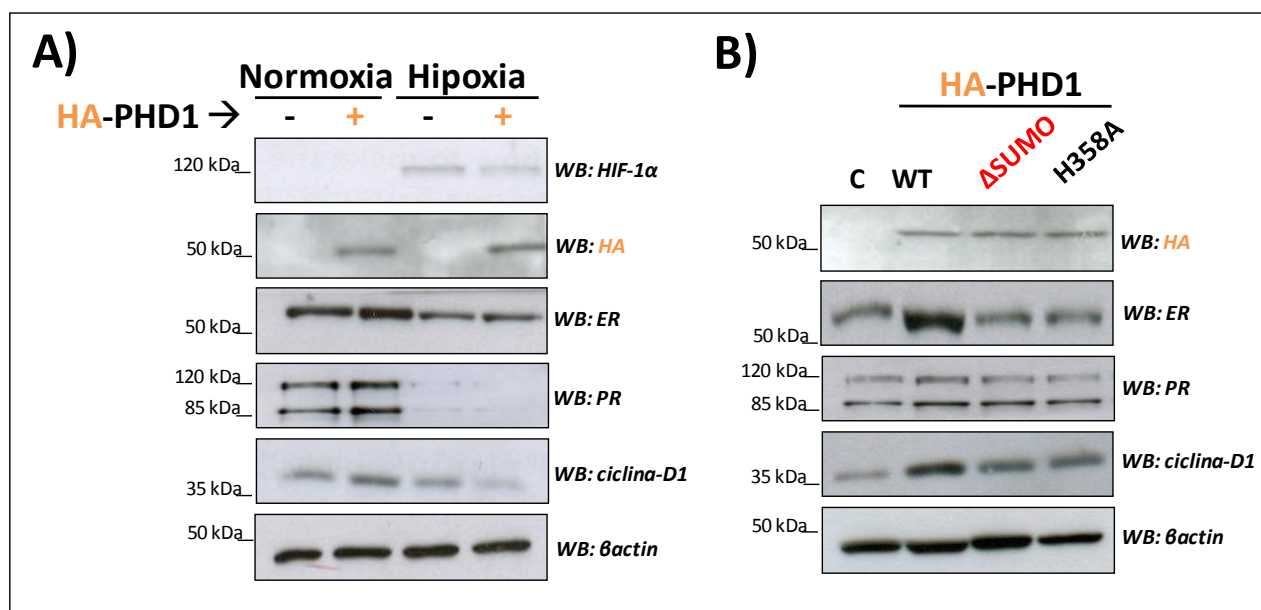 A)
Normoxia Hipoxia
HA-PHD1 → - + - +
120 kDa WB: HIF-1α
50 kDa WB: HA
50 kDa WB: ER
120 kDa
85 kDa WB: PR
35 kDa WB: ciclina-D1
50 kDa WB: βactin
B)
HA-PHD1
C WT ΔSUMO H358A
50 kDa WB: HA
50 kDa WB: ER
120 kDa
85 kDa WB: PR
35 kDa WB: ciclina-D1
50 kDa WB: βactin